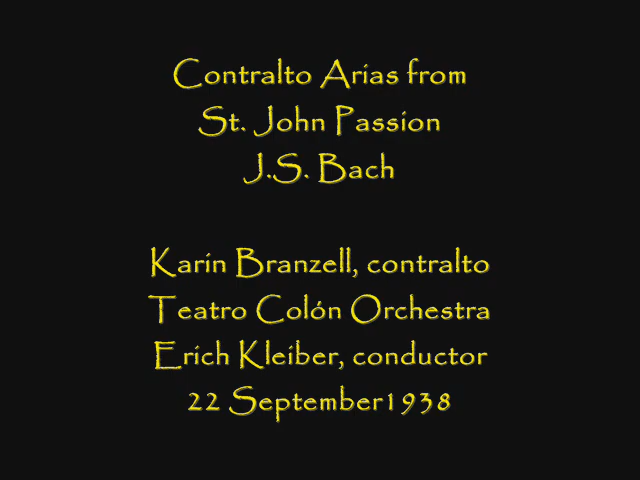 Contralto Arias from
St. John Passion
J.S. Bach
Karin Branzell, contralto
Teatro Colón Orchestra
Erich Kleiber, conductor
22 September1938